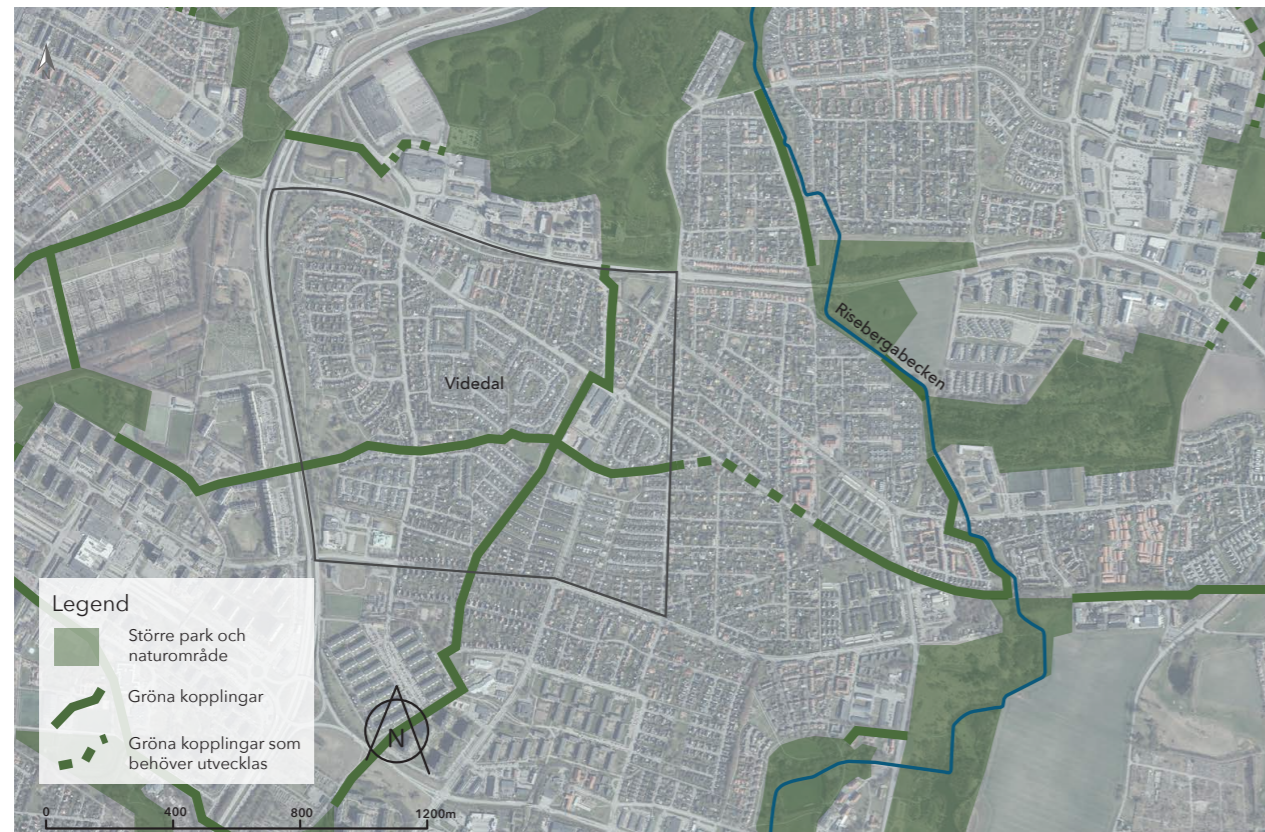 Risebergabecken
Videdal
Legend
Större park och
naturområde
Gröna kopplingar
Gröna kopplingar som
behöver utvecklas
N
0 400 800 1200m